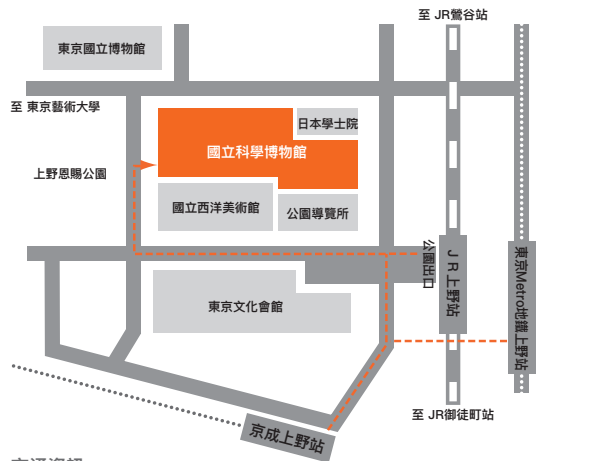 至 JR鶯谷站
東京國立博物館
至 東京藝術大學
日本學士院
國立科學博物館
上野恩賜公園
國立西洋美術館
公園導覽所
公園出口
JR上野站
東京Metro地鐵上野站
東京文化會館
至 JR御徒町站
京成上野站